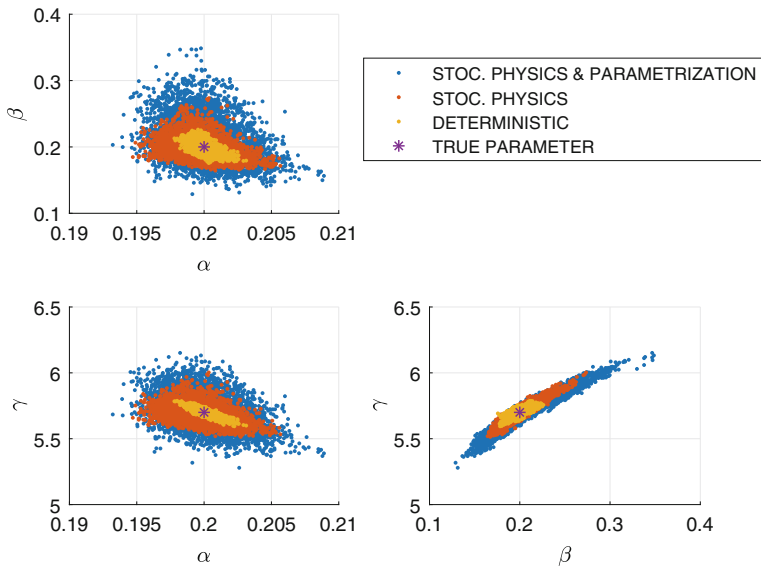 0.4
0.3
0.2
0.1
β
0.19 0.195 0.2 0.205 0.21
α
STOC. PHYSICS & PARAMETRIZATION
STOC. PHYSICS
DETERMINISTIC
TRUE PARAMETER
6.5
6
5.5
5
γ
0.19 0.195 0.2 0.205 0.21
α
6.5
6
5.5
5
γ
0.1 0.2 0.3 0.4
β